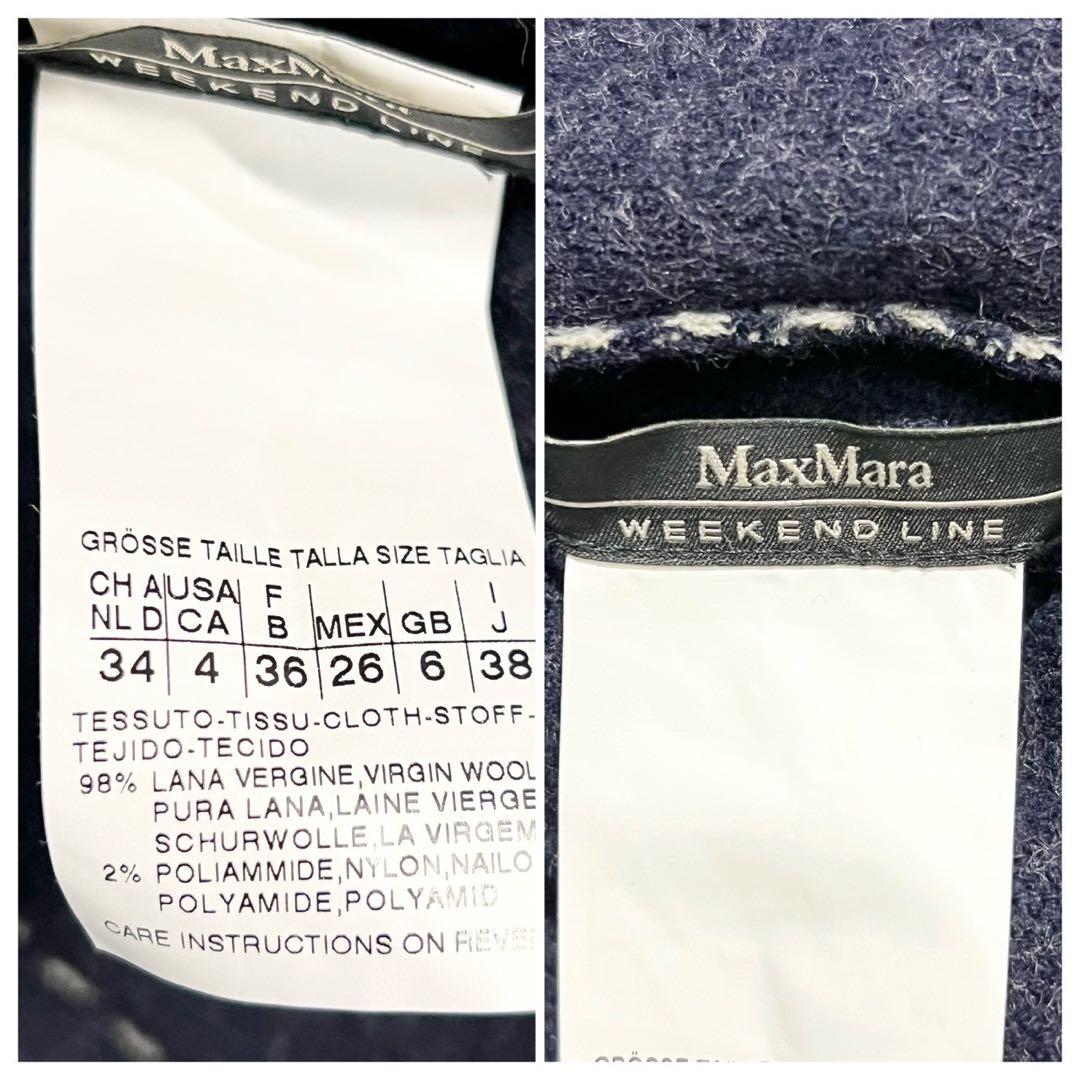 MaxM
WEEKEND LINE
GRÖSSE TAILLE TALLA SIZE TAGLIA
CH A USA F I
NL D CA B MEX GB J
34 4 36 26 6 38
TESSUTO-TISSU-CLOTH-STOFF-
TEJIDO-TECIDO
98% LANA VERGINE,VIRGIN WOOL
PURA LANA,LAINE VIERGE
SCHURWOLLE,LA VIRGEM
2% POLIAMMIDE,NYLON,NAILO
POLYAMIDE,POLYAMID
CARE INSTRUCTIONS ON REVE
MaxMara
WEEKEND LINE